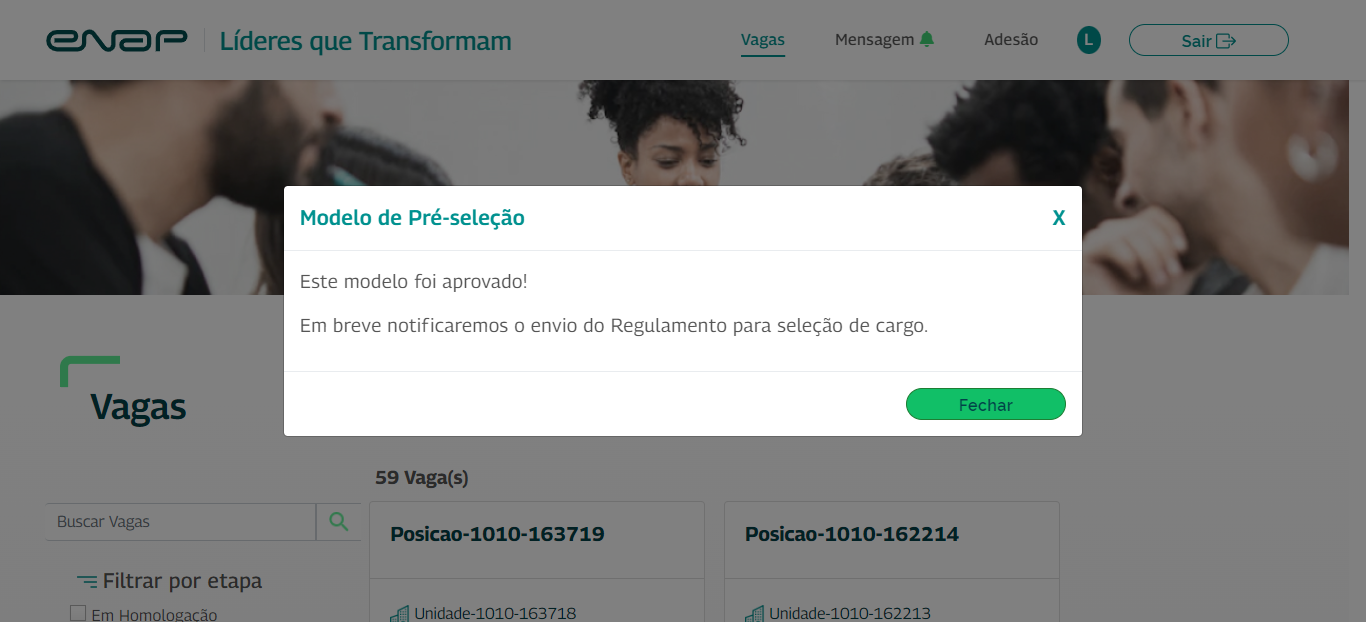 enap
Líderes que Transformam
Vagas
Mensagem
Adesão
L
Sair
Modelo de Pré-seleção
X
Este modelo foi aprovado!
Em breve notificaremos o envio do Regulamento para seleção de cargo.
Fechar
Vagas
59 Vaga(s)
Buscar Vagas
Filtrar por etapa
Em Homologação
Posicao-1010-163719
Unidade-1010-163718
Posicao-1010-162214
Unidade-1010-162213